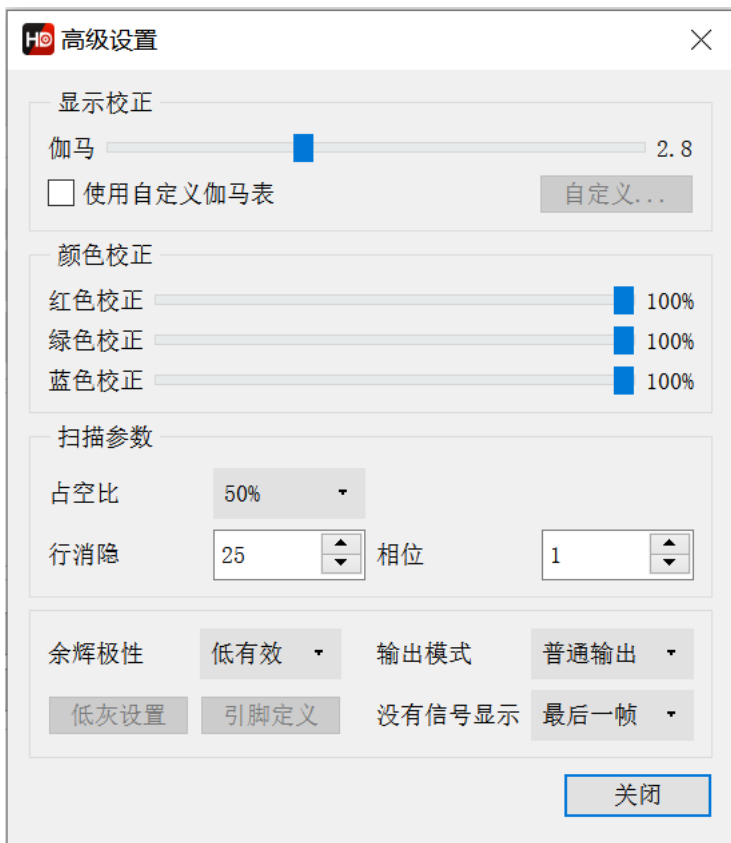 HD 高级设置
显示校正
伽马 2.8
使用自定义伽马表 自定义...
颜色校正
红色校正 100%
绿色校正 100%
蓝色校正 100%
扫描参数
占空比 50%
行消隐 25 相位 1
余辉极性 低有效 输出模式 普通输出
低灰设置 引脚定义 没有信号显示 最后一帧
关闭